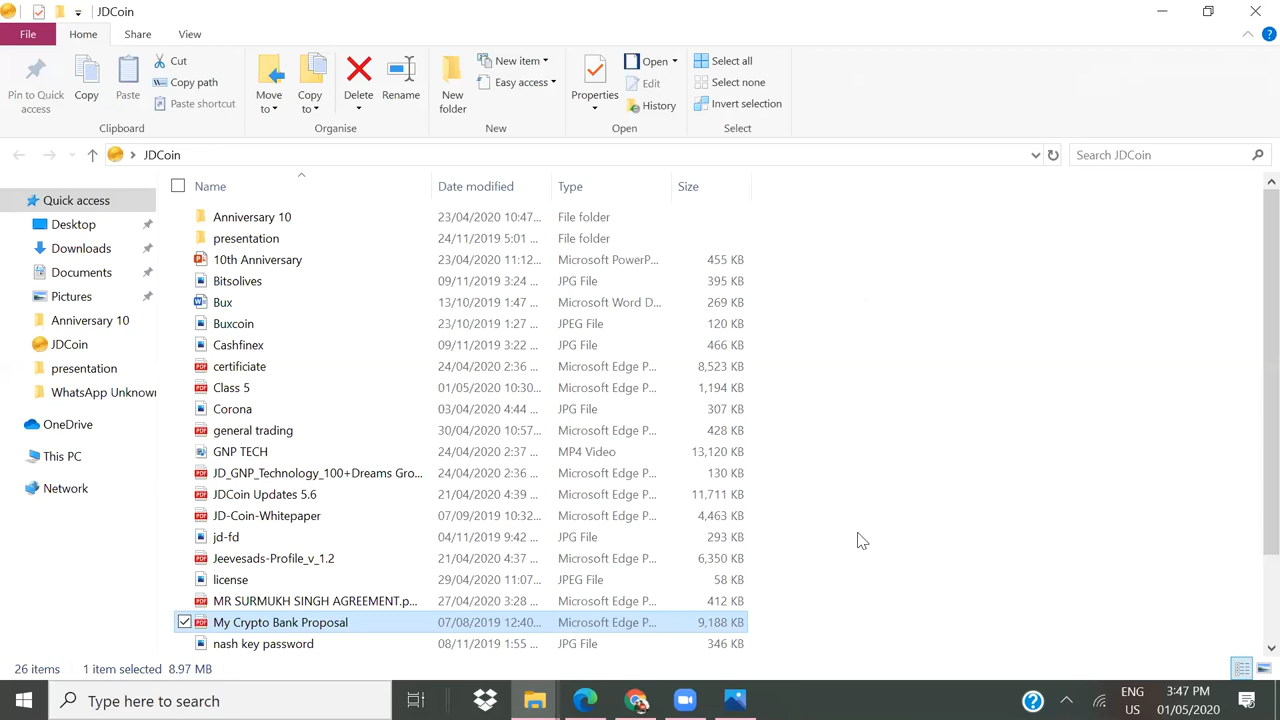 JDCoin
File Home Share View
Pin to Quick access
Copy
Paste
Cut
Copy path
Paste shortcut
Clipboard
Move to
Copy to
Delete
Rename
Organise
New folder
New item
Easy access
New
Properties
Open
Edit
History
Open
Select all
Select none
Invert selection
Select
JDCoin
Search JDCoin
Quick access
Desktop
Downloads
Documents
Pictures
Anniversary 10
JDCoin
presentation
WhatsApp Unknown
OneDrive
This PC
Network
Name Date modified Type Size
Anniversary 10 23/04/2020 10:47... File folder
presentation 24/11/2019 5:01 ... File folder
10th Anniversary 23/04/2020 11:12... Microsoft PowerP... 455 KB
Bitsolives 09/11/2019 3:24 ... JPG File 395 KB
Bux 13/10/2019 1:47 ... Microsoft Word D... 269 KB
Buxcoin 23/10/2019 1:27 ... JPEG File 120 KB
Cashfinex 09/11/2019 3:22 ... JPG File 466 KB
certificiate 24/04/2020 2:36 ... Microsoft Edge P... 8,523 KB
Class 5 01/05/2020 10:30... Microsoft Edge P... 1,194 KB
Corona 03/04/2020 4:44 ... JPG File 307 KB
general trading 30/04/2020 10:57... Microsoft Edge P... 428 KB
GNP TECH 24/04/2020 2:37 ... MP4 Video 13,120 KB
JD_GNP_Technology_100+Dreams Gro... 24/04/2020 2:36 ... Microsoft Edge P... 130 KB
JDCoin Updates 5.6 21/04/2020 4:39 ... Microsoft Edge P... 11,711 KB
JD-Coin-Whitepaper 07/09/2019 10:32... Microsoft Edge P... 4,463 KB
jd-fd 04/11/2019 9:42 ... JPG File 293 KB
Jeevesads-Profile_v_1.2 21/04/2020 4:37 ... Microsoft Edge P... 6,350 KB
license 29/04/2020 11:07... JPEG File 58 KB
MR SURMUKH SINGH AGREEMENT.p... 27/04/2020 3:28 ... Microsoft Edge P... 412 KB
My Crypto Bank Proposal 07/08/2019 12:40... Microsoft Edge P... 9,188 KB
nash key password 08/11/2019 1:55 ... JPG File 346 KB
26 items 1 item selected 8.97 MB
Type here to search
ENG
US
3:47 PM
01/05/2020